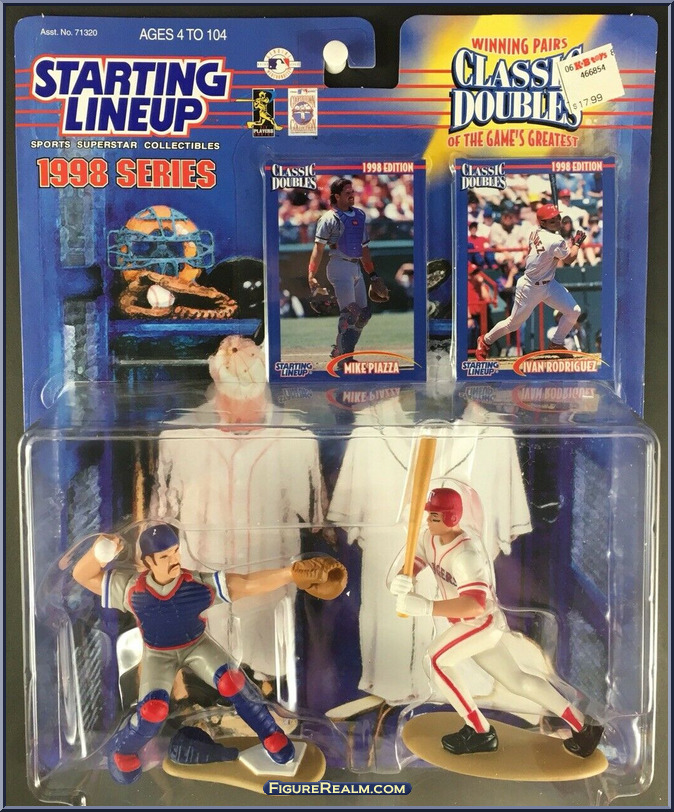 Asst. No. 71320
AGES 4 TO 104
STARTING
LINEUP
SPORTS SUPERSTAR COLLECTIBLES
1998 SERIES
WINNING PAIRS
CLASSIC
DOUBLES
OF THE GAME'S GREATEST
466854
$17.99
CLASSIC
DOUBLES
1998 EDITION
STARTING
LINEUP
MIKE PIAZZA
CLASSIC
DOUBLES
1998 EDITION
STARTING
LINEUP
IVAN RODRIGUEZ
FIGUREREALM.COM